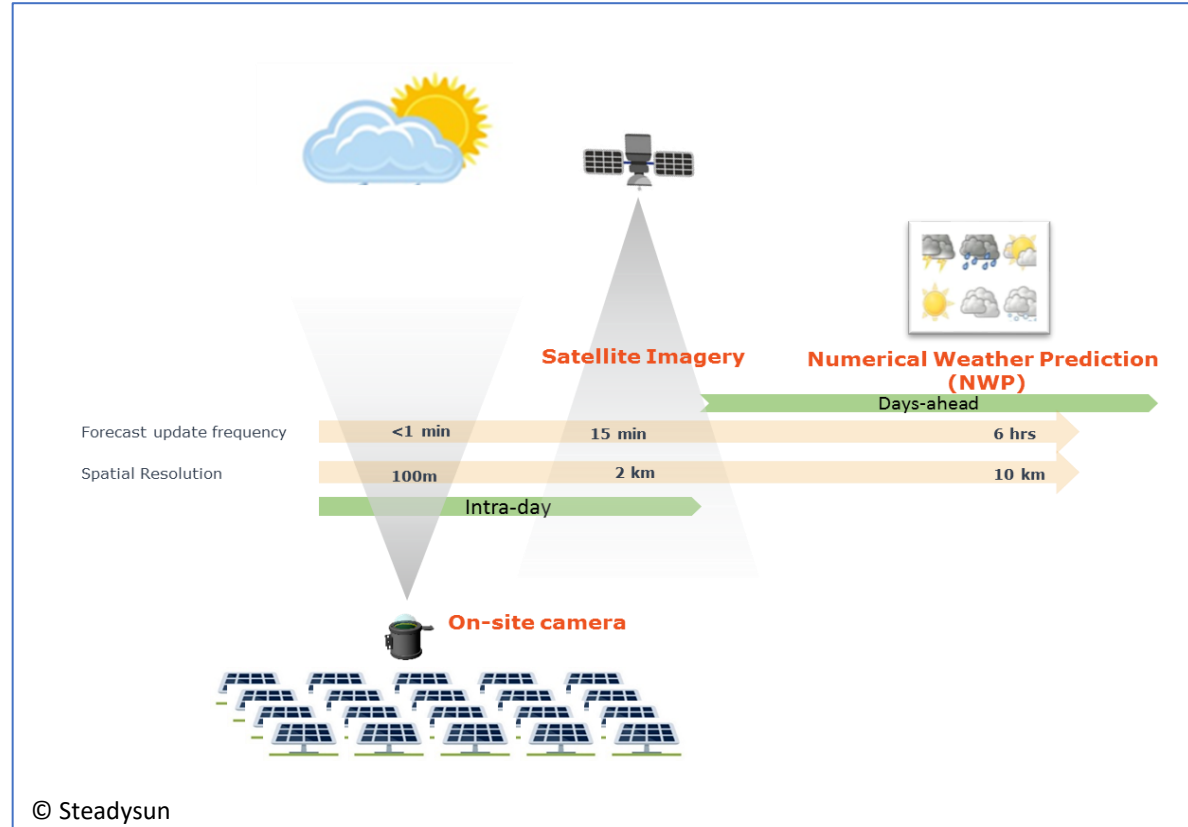 Satellite Imagery
Numerical Weather Prediction
(NWP)
Days-ahead
Forecast update frequency
<1 min
15 min
6 hrs
Spatial Resolution
100m
2 km
10 km
Intra-day
On-site camera
© Steadysun